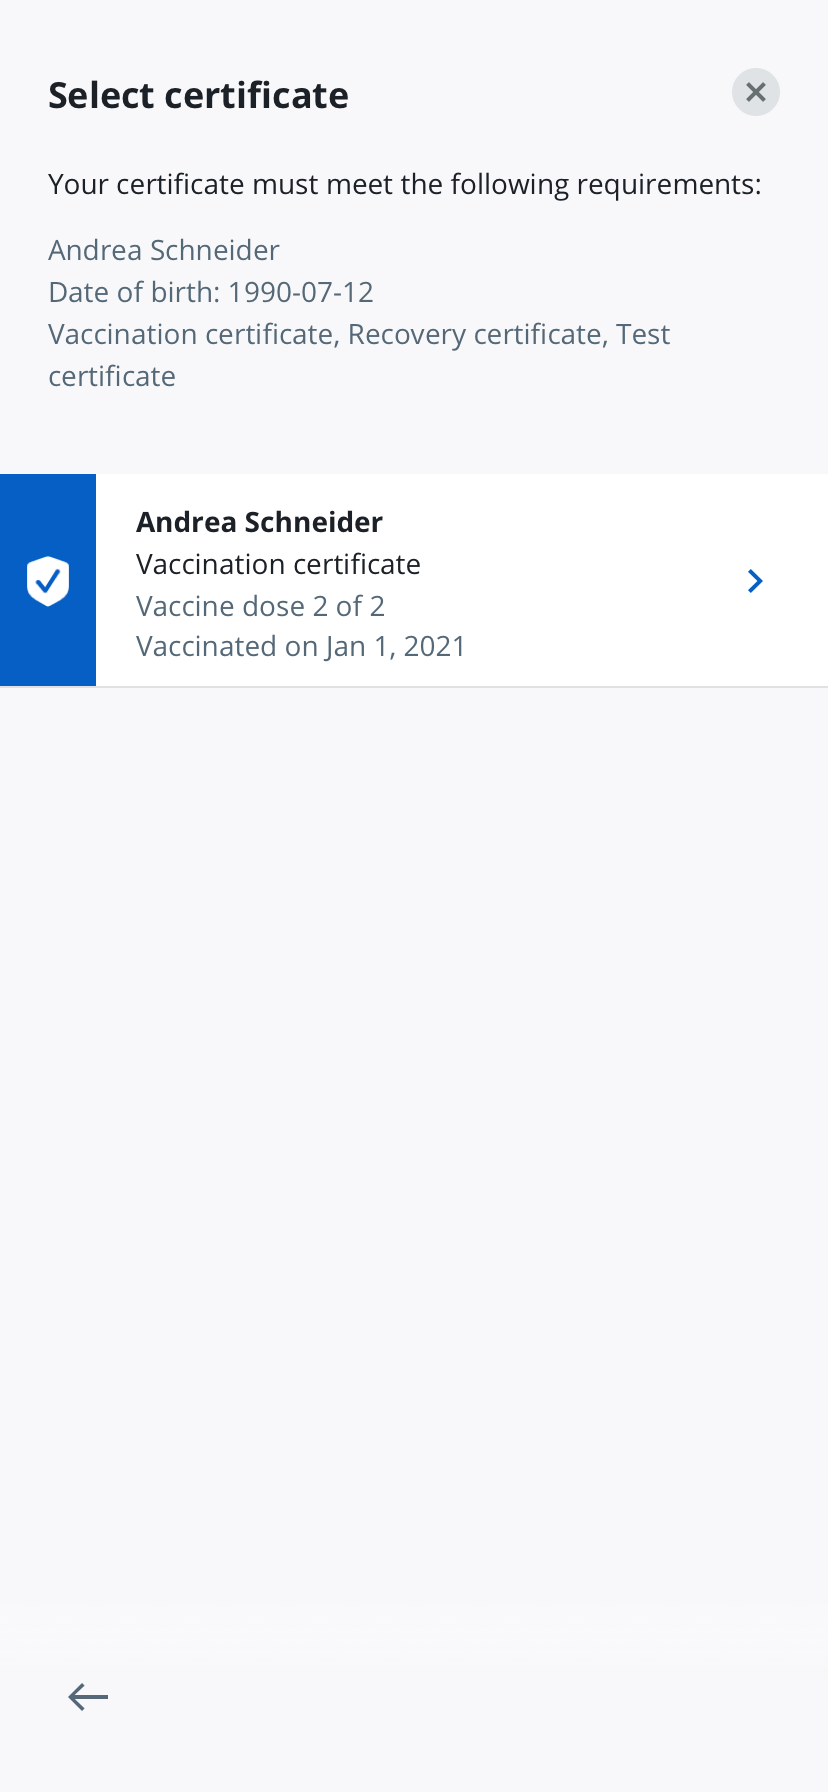 Select certificate
Your certificate must meet the following requirements:
Andrea Schneider
Date of birth: 1990-07-12
Vaccination certificate, Recovery certificate, Test
certificate
Andrea Schneider
Vaccination certificate
Vaccine dose 2 of 2
Vaccinated on Jan 1, 2021